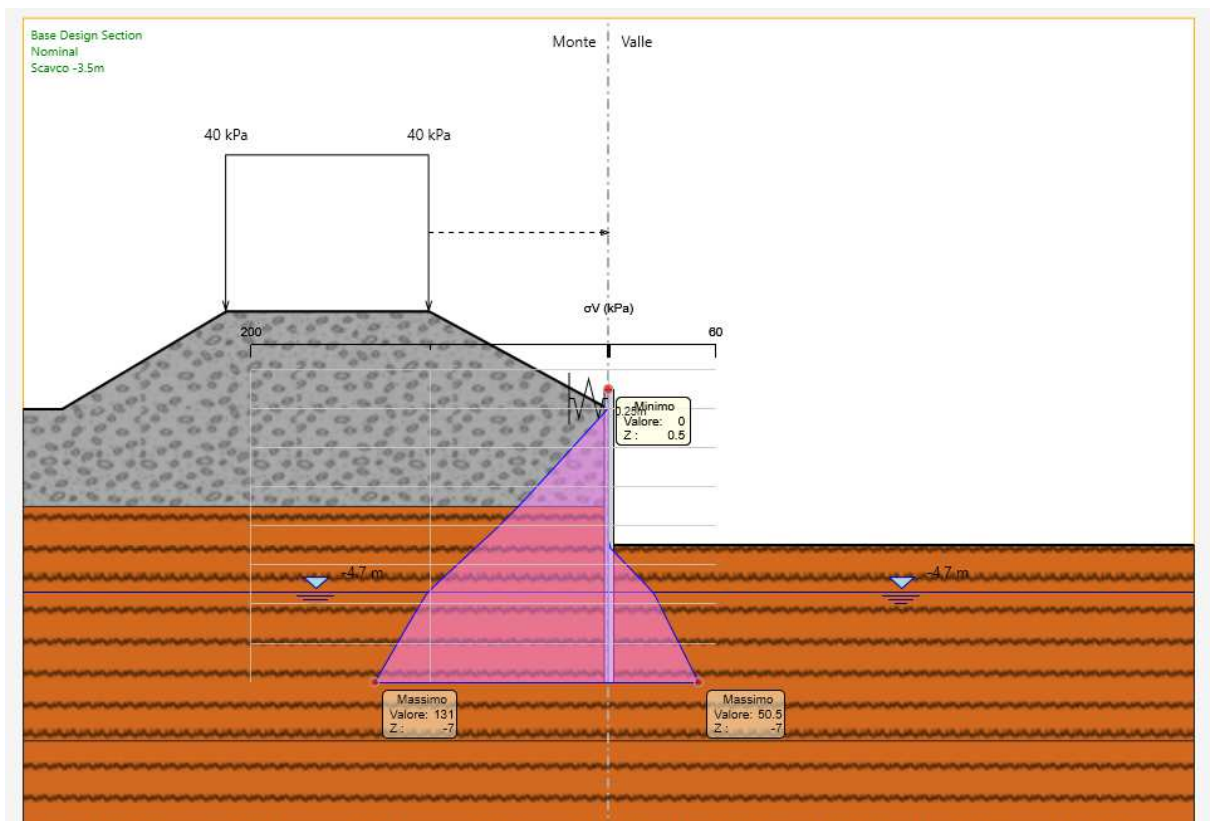 Base Design Section
Nominal
Scavco -3.5m
Monte
Valle
40 kPa
40 kPa
σV (kPa)
200
60
0.25m
Minimo
Valore: 0
Z : 0.5
-4.7 m
-4.7 m
Massimo
Valore: 131
Z : -7
Massimo
Valore: 50.5
Z : -7